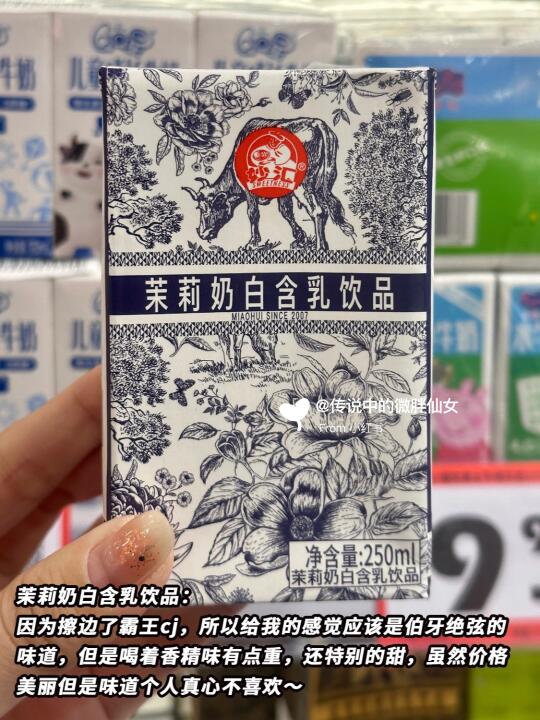 妙汇
SWEETNESS
茉莉奶白含乳饮品
MIAOHUI SINCE 2007
@传说中的微胖仙女
From 小红书
净含量:250ml
茉莉奶白含乳饮品
9
茉莉奶白含乳饮品：
因为擦边了霸王cj，所以给我的感觉应该是伯牙绝弦的
味道，但是喝着香精味有点重，还特别的甜，虽然价格
美丽但是味道个人真心不喜欢～